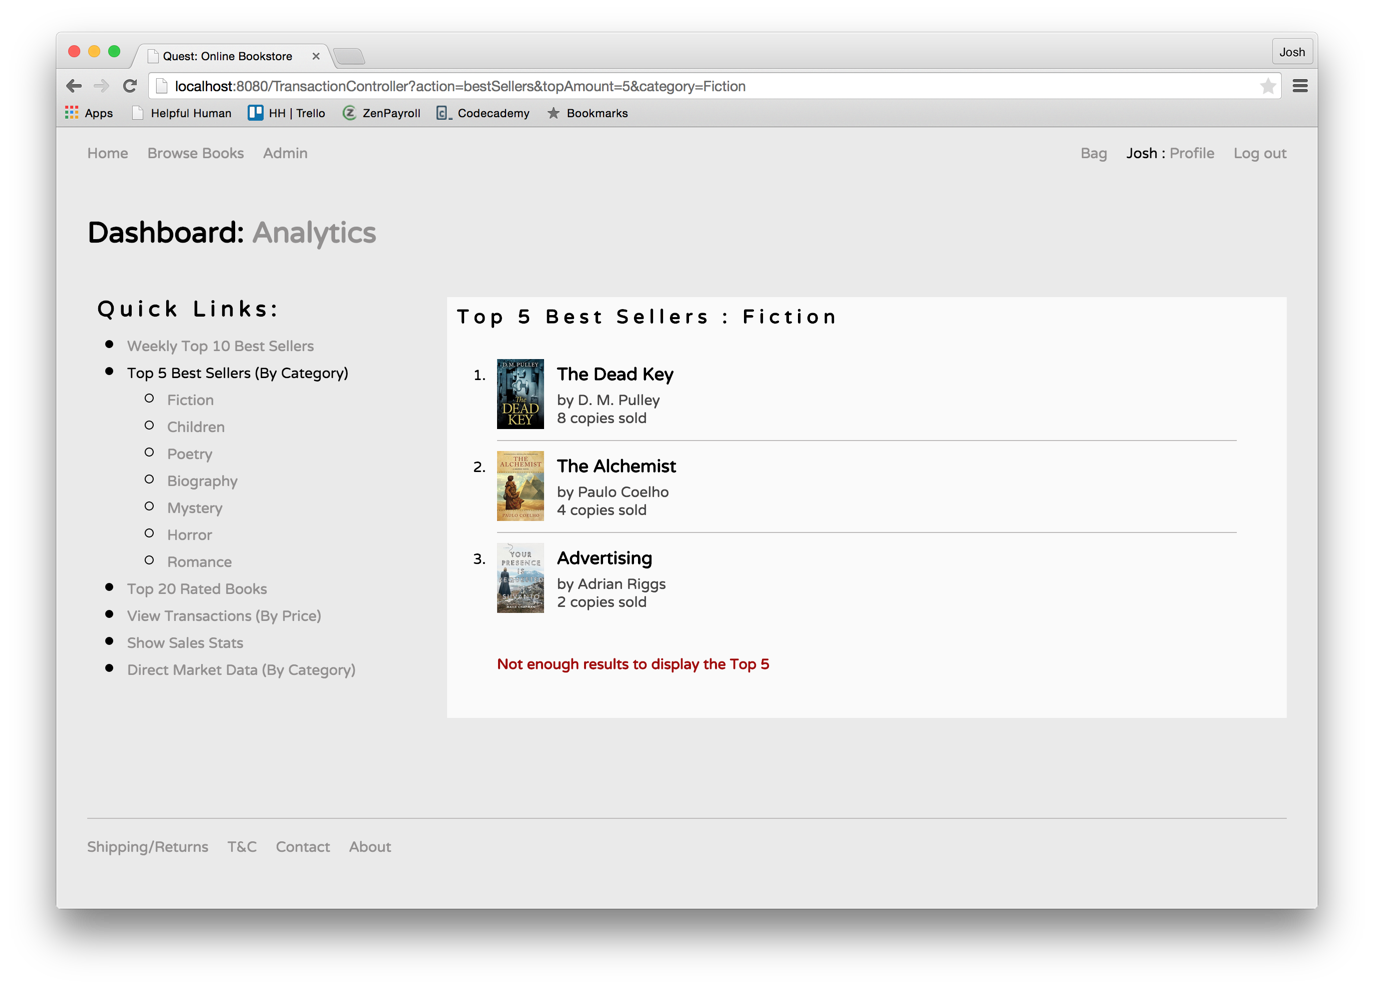 Quest: Online Bookstore
Josh
localhost:8080/TransactionController?action=bestSellers&topAmount=5&category=Fiction
Apps Helpful Human HH | Trello ZenPayroll Codecademy Bookmarks
Home Browse Books Admin Bag Josh : Profile Log out
Dashboard: Analytics
Quick Links:
Weekly Top 10 Best Sellers
Top 5 Best Sellers (By Category)
Fiction
Children
Poetry
Biography
Mystery
Horror
Romance
Top 20 Rated Books
View Transactions (By Price)
Show Sales Stats
Direct Market Data (By Category)
Top 5 Best Sellers : Fiction
1.
D.M. PULLEY
The
DEAD
KEY
The Dead Key
by D. M. Pulley
8 copies sold
2.
THE
ALCHEMIST
PAULO COELHO
The Alchemist
by Paulo Coelho
4 copies sold
3.
YOUR
PRESENCE
IS
Advertising
by Adrian Riggs
2 copies sold
Not enough results to display the Top 5
Shipping/Returns T&C Contact About